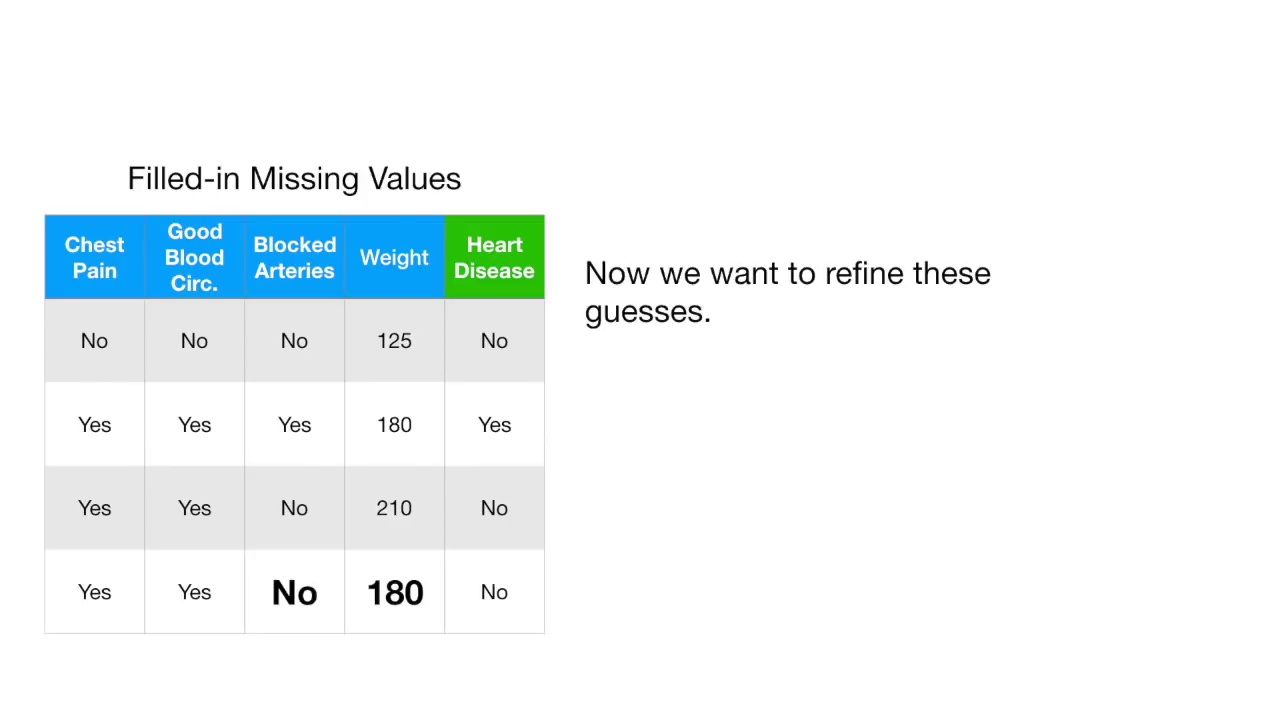 Filled-in Missing Values
Chest Pain Good Blood Circ. Blocked Arteries Weight Heart Disease
No No No 125 No
Yes Yes Yes 180 Yes
Yes Yes No 210 No
Yes Yes No 180 No
Now we want to refine these
guesses.